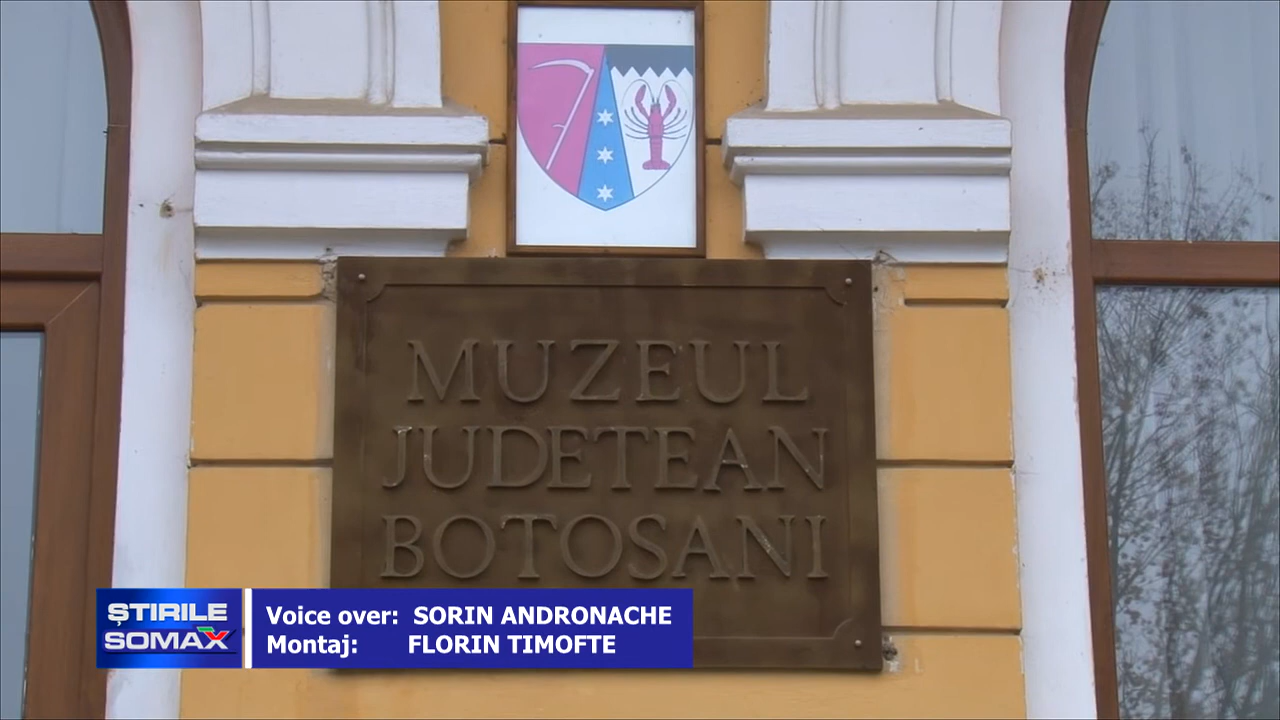 MUZEUL
JUDETEAN
BOTOSANI
ȘTIRILE
SOMAX
Voice over: SORIN ANDRONACHE
Montaj: FLORIN TIMOFTE